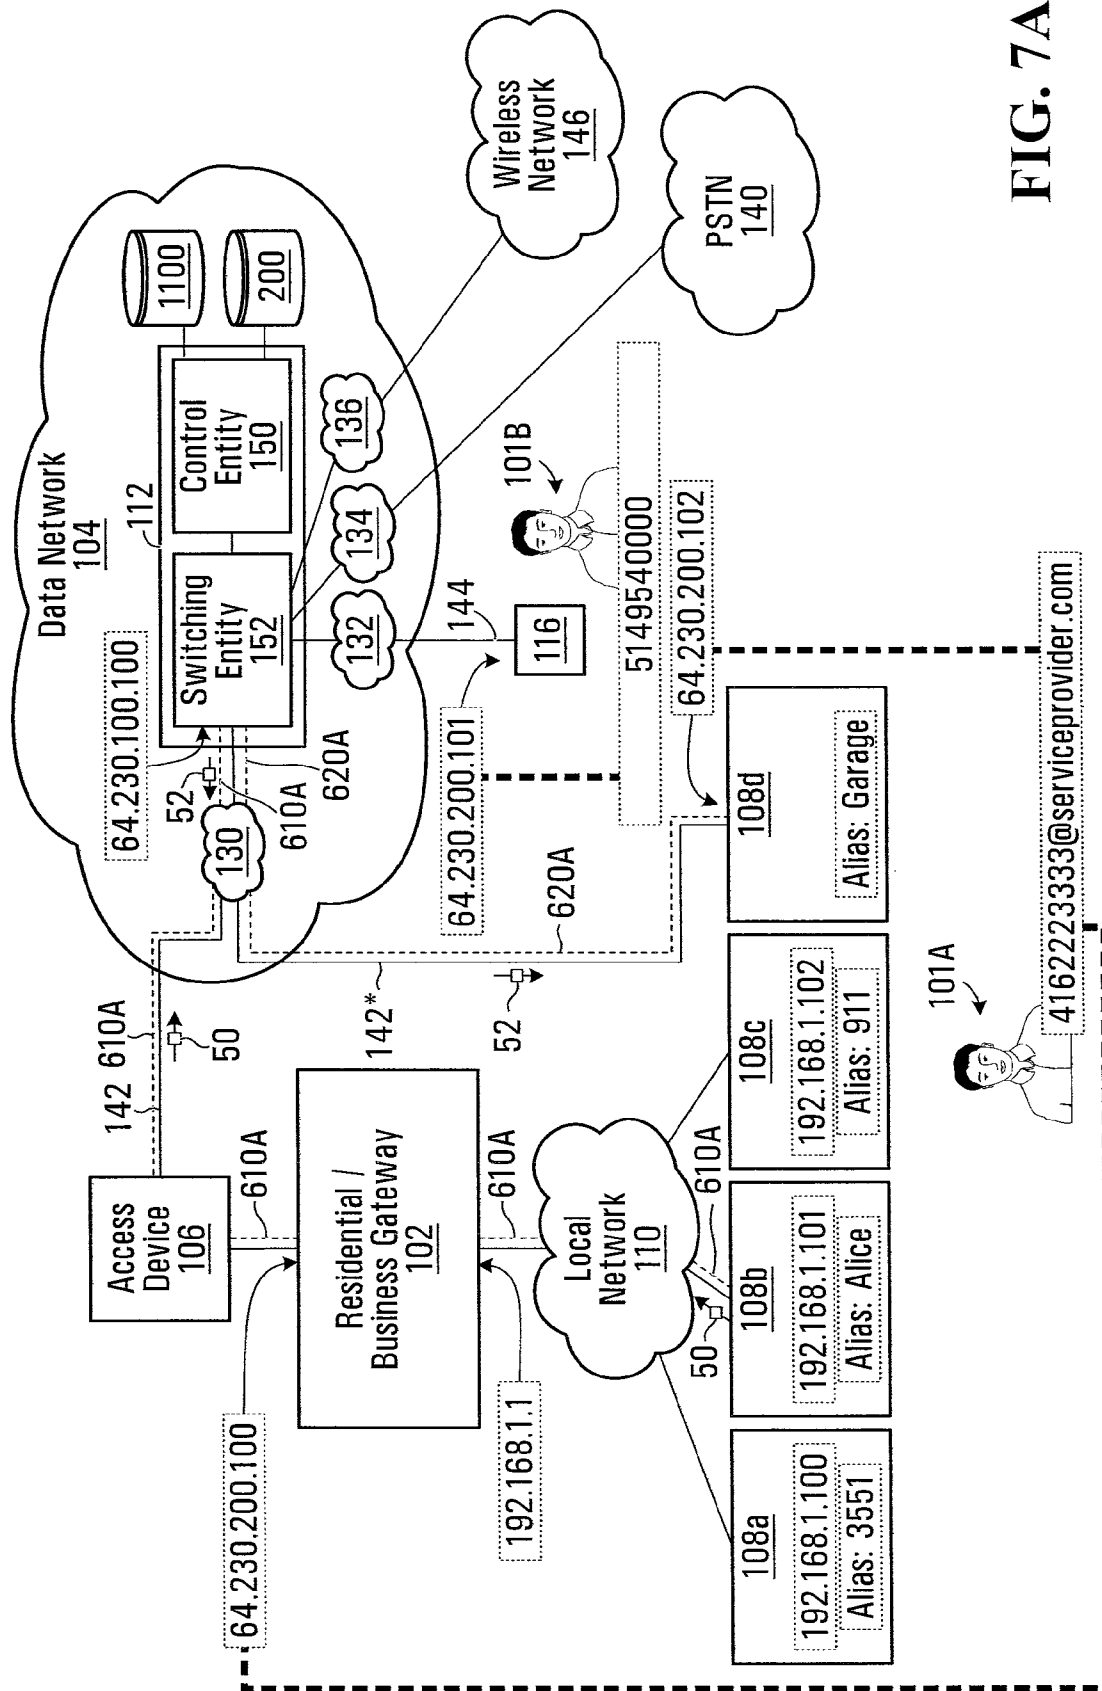 Data Network
104
112
1100
200
Control
Entity
150
Switching
Entity
152
64.230.100.100
52
610A
620A
130
132
134
136
Wireless
Network
146
PSTN
140
FIG. 7A
144
116
64.230.200.101
101B
5149540000
64.230.200.102
142
610A
50
Access
Device
106
610A
64.230.200.100
Residential /
Business Gateway
102
192.168.1.1
610A
142*
52
620A
Local
Network
110
50
610A
108a
192.168.1.100
Alias: 3551
108b
192.168.1.101
Alias: Alice
108c
192.168.1.102
Alias: 911
108d
Alias: Garage
101A
4162223333@serviceprovider.com